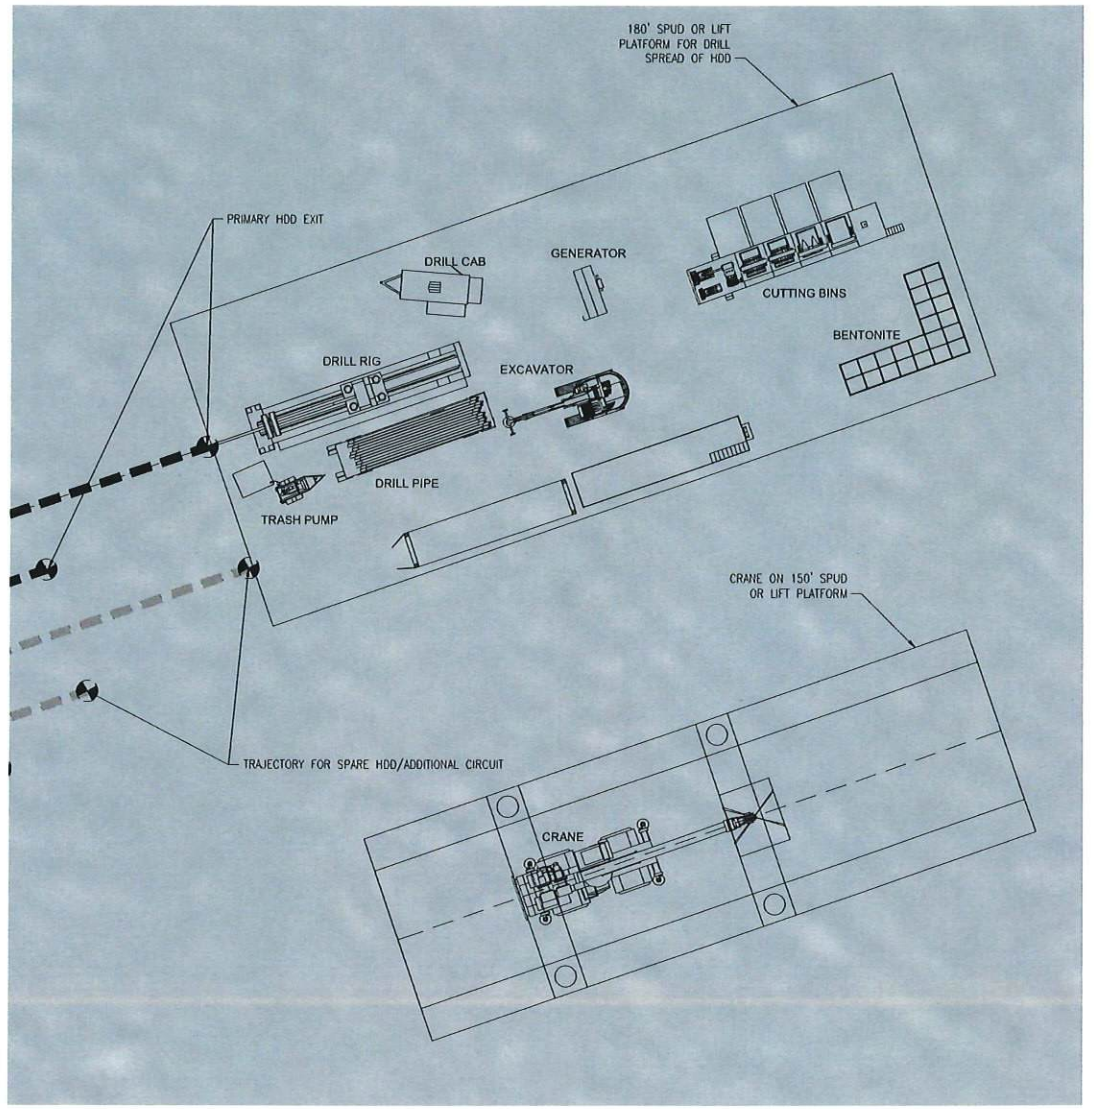 180' SPUD OR LIFT
PLATFORM FOR DRILL
SPREAD OF HDD
PRIMARY HDD EXIT
DRILL CAB
GENERATOR
CUTTING BINS
BENTONITE
DRILL RIG
EXCAVATOR
DRILL PIPE
TRASH PUMP
CRANE ON 150' SPUD
OR LIFT PLATFORM
TRAJECTORY FOR SPARE HDD/ADDITIONAL CIRCUIT
CRANE